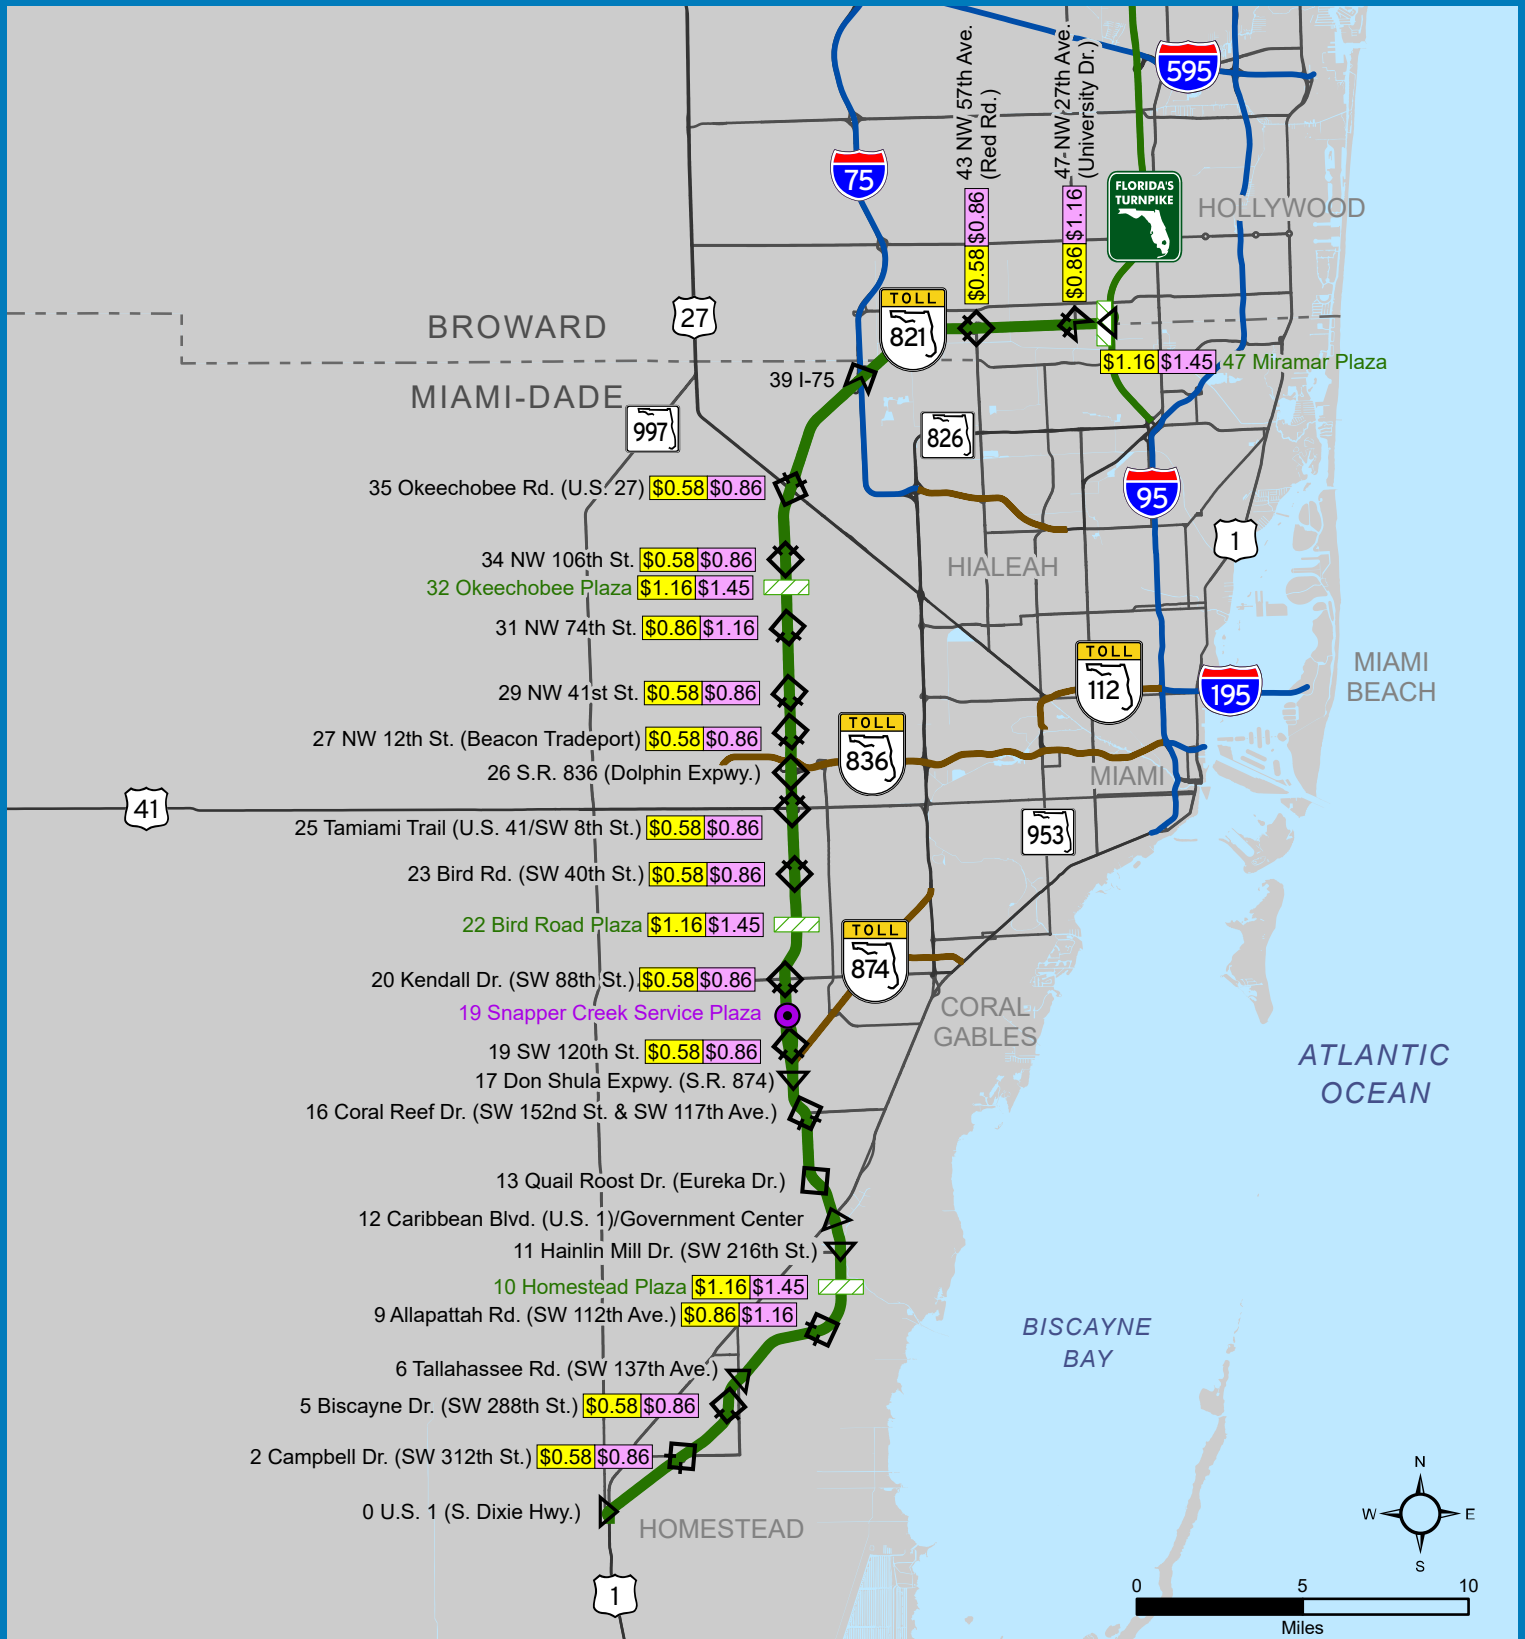 595
43 NW 57th Ave.
(Red Rd.)
47 NW 27th Ave.
(University Dr.)
75
$0.58 $0.86
$0.86 $1.16
FLORIDA'S
TURNPIKE
HOLLYWOOD
27
BROWARD
TOLL
821
$1.16 $1.45 47 Miramar Plaza
39 I-75
MIAMI-DADE
997
826
35 Okeechobee Rd. (U.S. 27) $0.58 $0.86
95
1
34 NW 106th St. $0.58 $0.86
HIALEAH
32 Okeechobee Plaza $1.16 $1.45
31 NW 74th St. $0.86 $1.16
TOLL
112
195
MIAMI
BEACH
29 NW 41st St. $0.58 $0.86
27 NW 12th St. (Beacon Tradeport) $0.58 $0.86
TOLL
836
26 S.R. 836 (Dolphin Expwy.)
MIAMI
41
25 Tamiami Trail (U.S. 41/SW 8th St.) $0.58 $0.86
953
23 Bird Rd. (SW 40th St.) $0.58 $0.86
22 Bird Road Plaza $1.16 $1.45
TOLL
874
20 Kendall Dr. (SW 88th St.) $0.58 $0.86
19 Snapper Creek Service Plaza
CORAL
GABLES
19 SW 120th St. $0.58 $0.86
17 Don Shula Expwy. (S.R. 874)
ATLANTIC
OCEAN
16 Coral Reef Dr. (SW 152nd St. & SW 117th Ave.)
13 Quail Roost Dr. (Eureka Dr.)
12 Caribbean Blvd. (U.S. 1)/Government Center
11 Hainlin Mill Dr. (SW 216th St.)
10 Homestead Plaza $1.16 $1.45
9 Allapattah Rd. (SW 112th Ave.) $0.86 $1.16
BISCAYNE
BAY
6 Tallahassee Rd. (SW 137th Ave.)
5 Biscayne Dr. (SW 288th St.) $0.58 $0.86
2 Campbell Dr. (SW 312th St.) $0.58 $0.86
0 U.S. 1 (S. Dixie Hwy.)
HOMESTEAD
1
N
W E
S
0 5 10
Miles